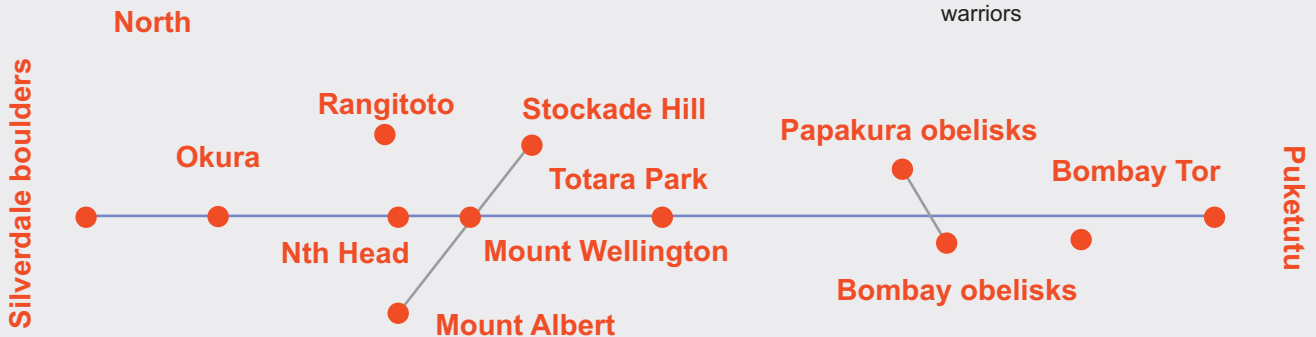 warriors
North
Silverdale boulders
Rangitoto
Stockade Hill
Papakura obelisks
Okura
Totara Park
Bombay Tor
Puketutu
Nth Head
Mount Wellington
Bombay obelisks
Mount Albert